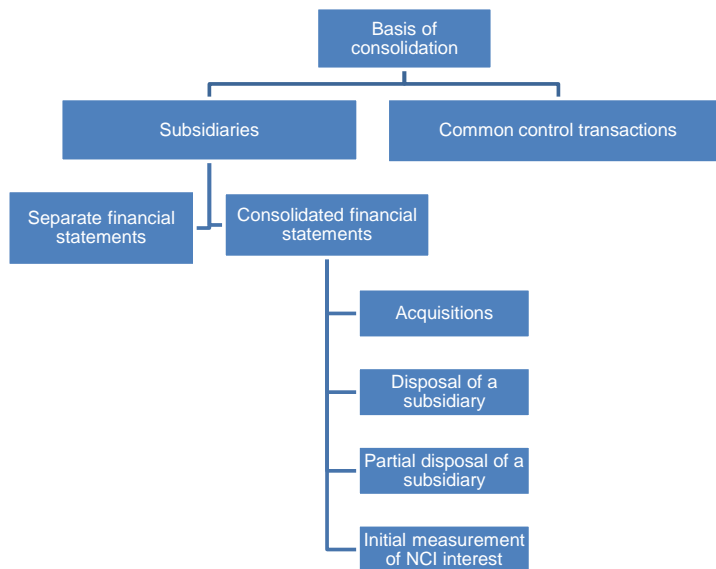 Basis of
consolidation
Subsidiaries
Common control transactions
Separate financial
statements
Consolidated financial
statements
Acquisitions
Disposal of a
subsidiary
Partial disposal of a
subsidiary
Initial measurement
of NCI interest